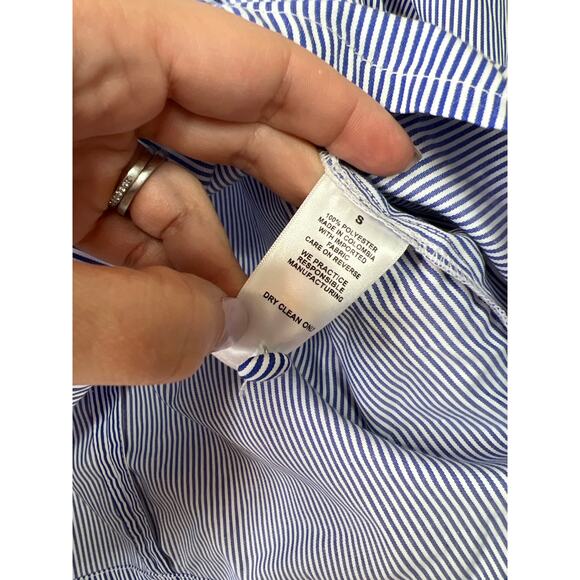 S
100% POLYESTER
MADE IN COLOMBIA
WITH IMPORTED
FABRIC
CARE ON REVERSE
WE PRACTICE
RESPONSIBLE
MANUFACTURING
DRY CLEAN ONLY